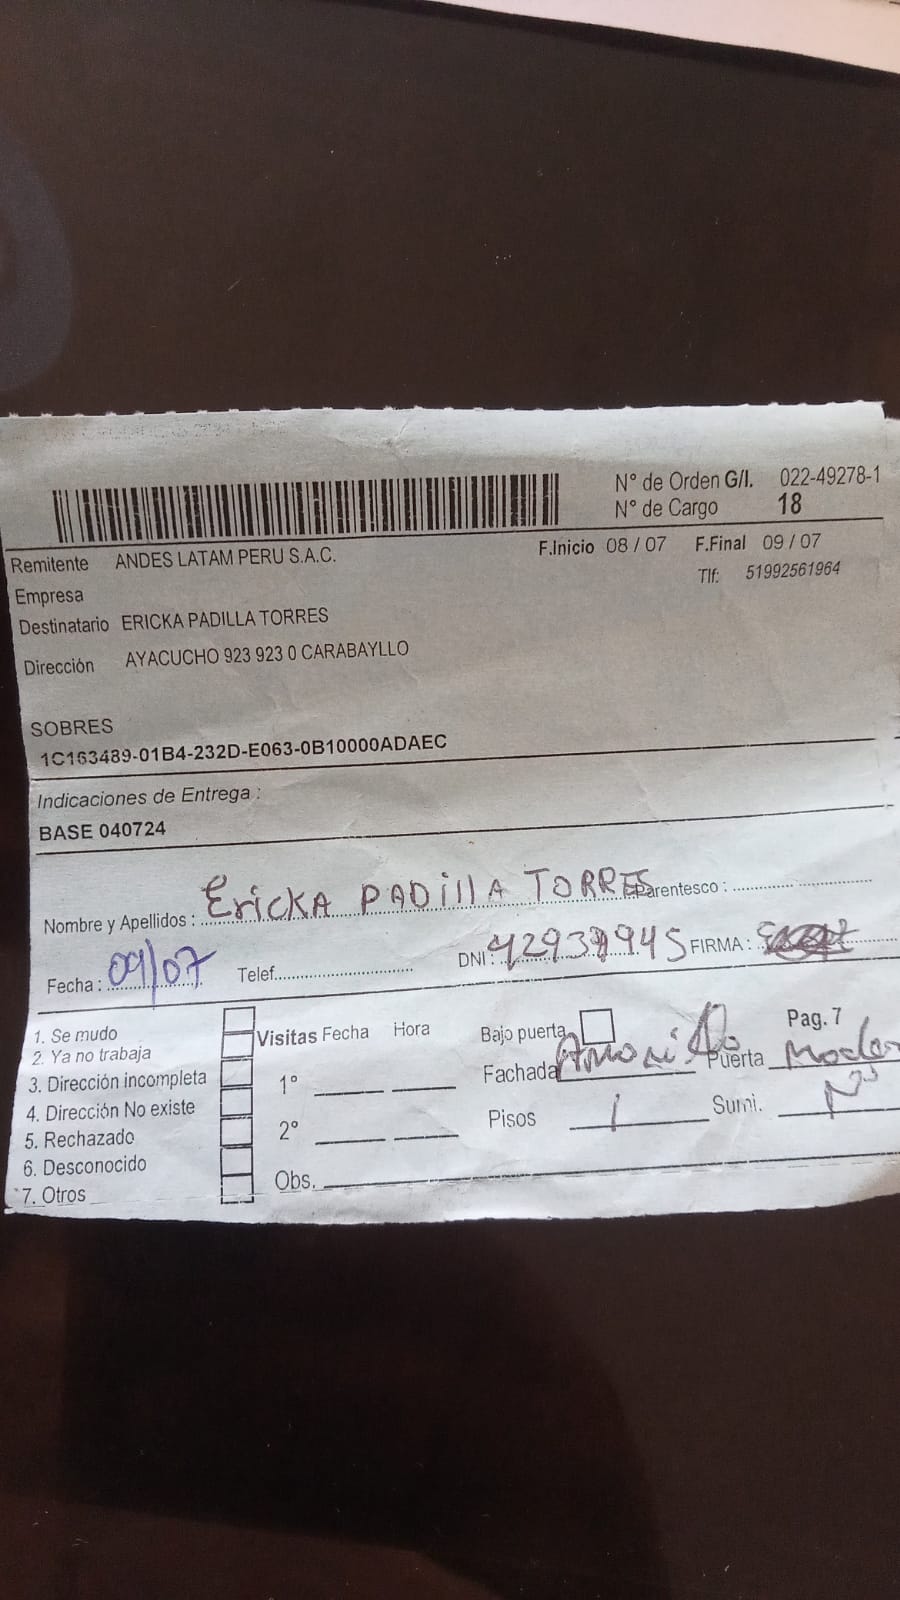 N° de Orden G/I. 022-49278-1
N° de Cargo 18
Remitente ANDES LATAM PERU S.A.C.
F.Inicio 08 / 07 F.Final 09 / 07
Empresa
Tlf: 51992561964
Destinatario ERICKA PADILLA TORRES
Dirección AYACUCHO 923 923 0 CARABAYLLO
SOBRES
1C163489-01B4-232D-E063-0B10000ADAEC
Indicaciones de Entrega :
BASE 040724
Nombre y Apellidos : Ericka PADillA TORRES Parentesco :
Fecha : 09/07 Telef. DNI: FIRMA :
1. Se mudo
2. Ya no trabaja
3. Dirección incompleta
4. Dirección No existe
5. Rechazado
6. Desconocido
7. Otros
Visitas Fecha Hora
1°
2°
Obs.
Bajo puerta Pag. 7
Fachada Amarillo Puerta
Pisos 1 Sumi.